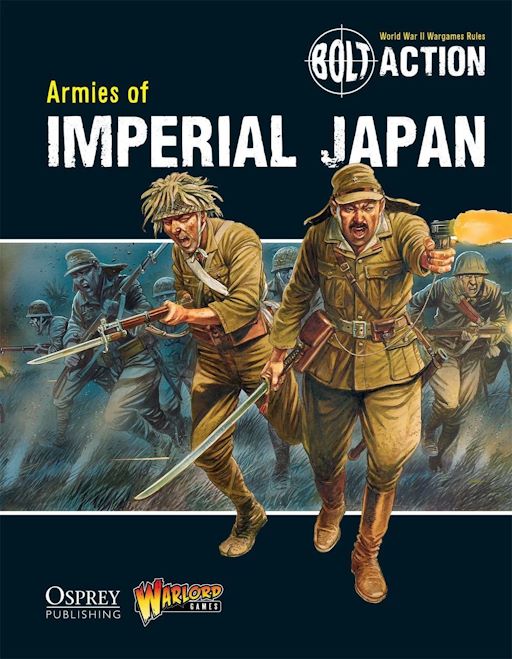 World War II Wargames Rules
BOLT ACTION
Armies of
IMPERIAL JAPAN
OSPREY
PUBLISHING
WARLORD
GAMES